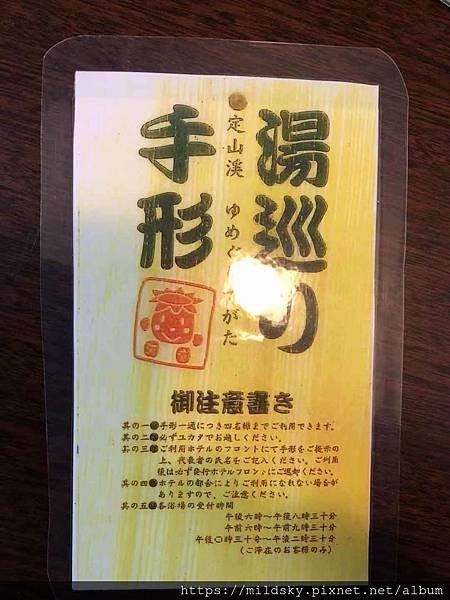 湯巡り
定山渓 ゆめぐ がた
手形
御注意書き
其の一●手形一通につき四名様までご利用できます。
其の二●必ずユカタでお越しください。
其の三●ご利用ホテルのフロントにて手形をご提示の
上、代表者の氏名をご記入ください。ご利用
後は必ず発行ホテルフロントにご返却ください。
其の四●ホテルの都合によりご利用になれない場合が
ありますので、ご注意ください。
其の五●各浴場の受付時間
午後六時〜午後八時三十分
午前六時〜午前九時三十分
午後〇時三十分〜午後二時三十分
(ご滞在のお客様のみ)
https://mildsky.pixnet.net/album